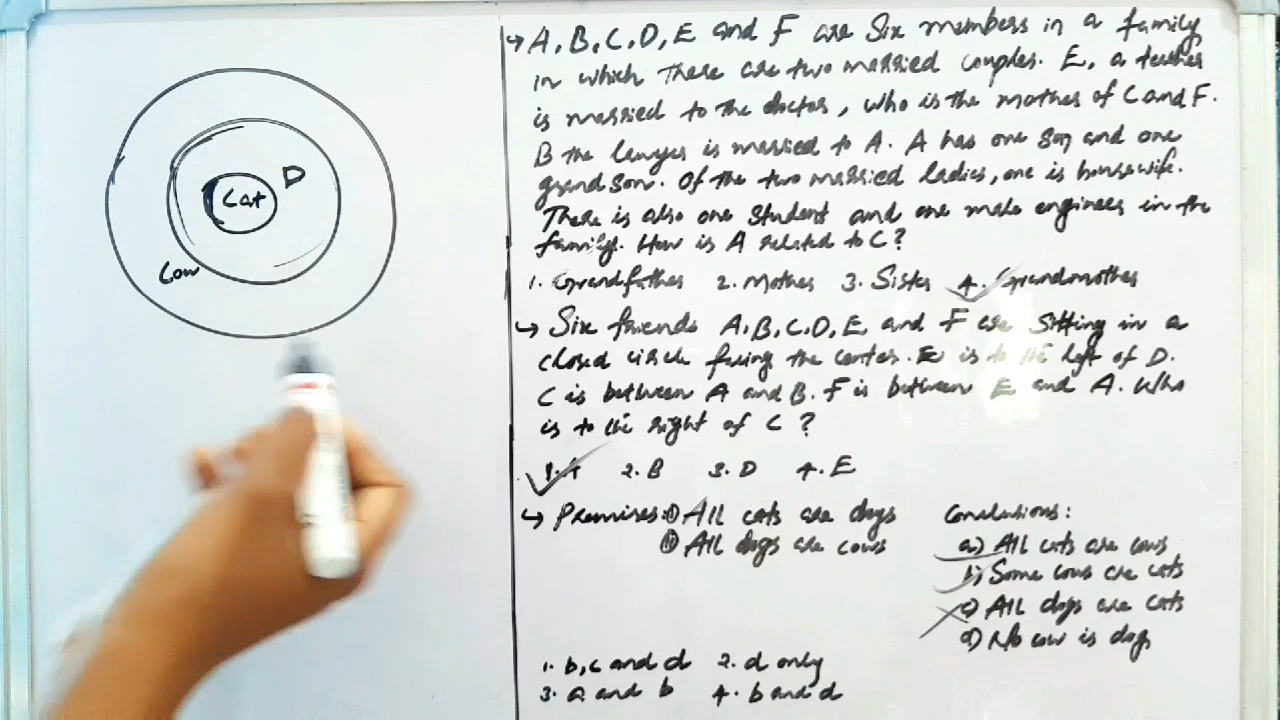 Cat
D
Cow
↳ A, B, C, D, E and F are Six members in a family
in which There are two married couples. E, a teacher
is married to the doctor, who is the mother of C and F.
B the lawyer is married to A. A has one son and one
grand son. Of the two married ladies, one is housewife.
There is also one Student and one male engineer in the
family. How is A related to C?
1. Grandfather 2. Mother 3. Sister 4. Grandmother
↳ Six friends A, B, C, D, E, and F are Sitting in a
closed circle facing the center. E is to the left of D.
C is between A and B. F is between E and A. Who
is to the right of C?
1. A 2. B 3. D 4. E
↳ Premises: (i) All cats are dogs
(ii) All dogs are cows
Conclusions:
a) All cats are cows
b) Some cows are cats
c) All dogs are cats
d) No cow is dog
1. b, c and d 2. d only
3. a and b 4. b and d